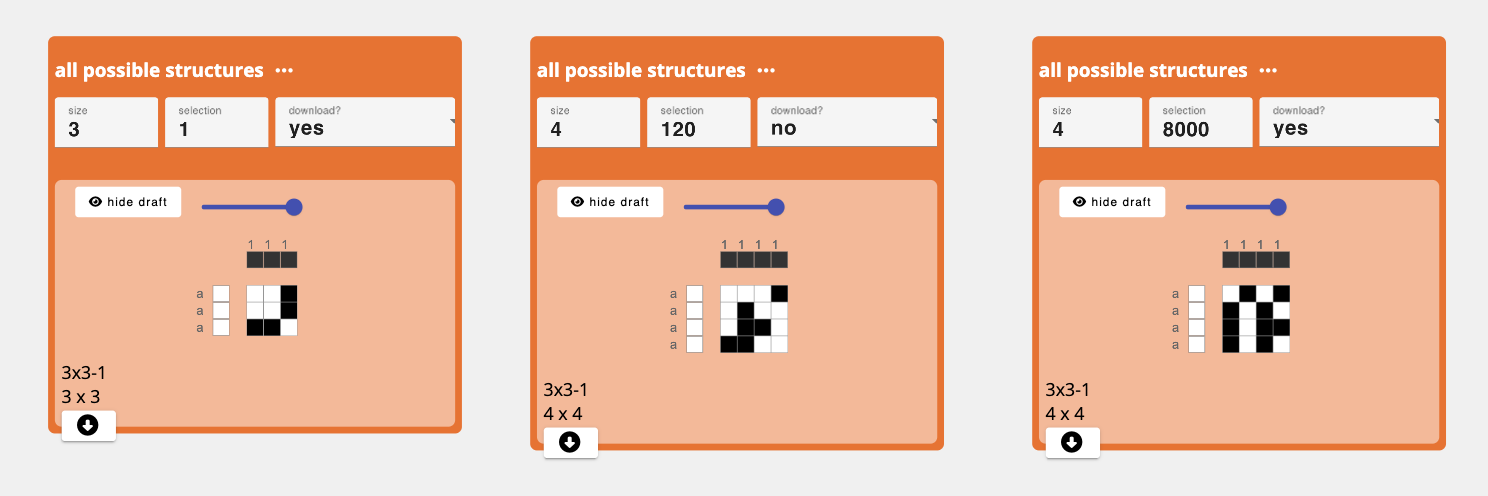 all possible structures ...
size
3
selection
1
download?
yes
hide draft
1 1 1
a
a
a
3x3-1
3 x 3
all possible structures ...
size
4
selection
120
download?
no
hide draft
1 1 1 1
a
a
a
a
3x3-1
4 x 4
all possible structures ...
size
4
selection
8000
download?
yes
hide draft
1 1 1 1
a
a
a
a
3x3-1
4 x 4